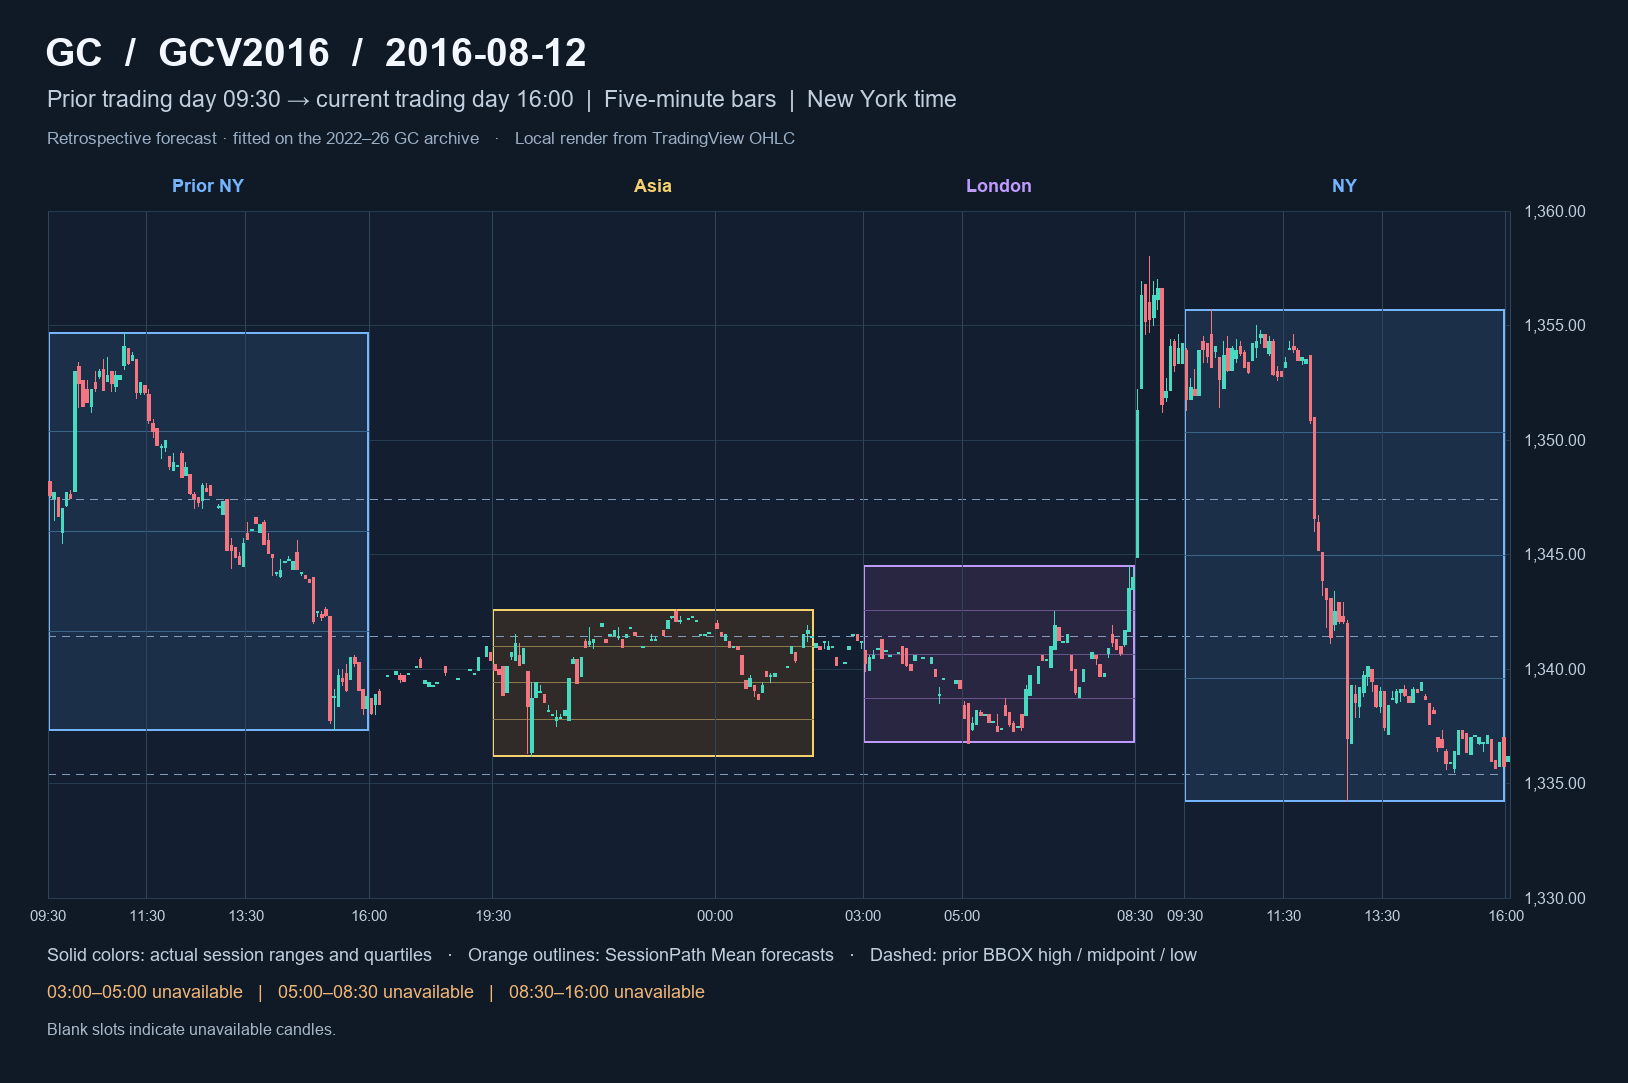 GC / GCV2016 / 2016-08-12
Prior trading day 09:30 → current trading day 16:00 | Five-minute bars | New York time
Retrospective forecast · fitted on the 2022–26 GC archive · Local render from TradingView OHLC
Prior NY Asia London NY
1,360.00
1,355.00
1,350.00
1,345.00
1,340.00
1,335.00
1,330.00
09:30 11:30 13:30 16:00 19:30 00:00 03:00 05:00 08:30 09:30 11:30 13:30 16:00
Solid colors: actual session ranges and quartiles · Orange outlines: SessionPath Mean forecasts · Dashed: prior BBOX high / midpoint / low
03:00–05:00 unavailable | 05:00–08:30 unavailable | 08:30–16:00 unavailable
Blank slots indicate unavailable candles.